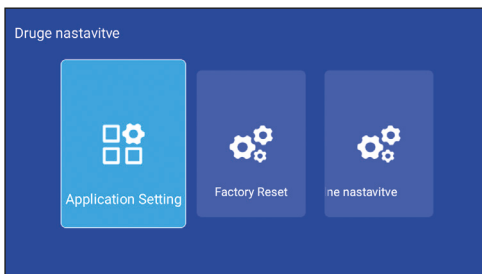 Druge nastavitve
Application Setting
Factory Reset
ne nastavitve